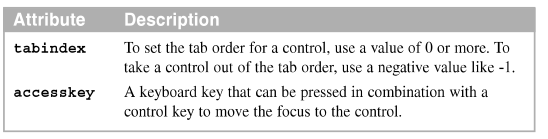 Attribute Description
tabindex To set the tab order for a control, use a value of 0 or more. To
take a control out of the tab order, use a negative value like -1.
accesskey A keyboard key that can be pressed in combination with a
control key to move the focus to the control.